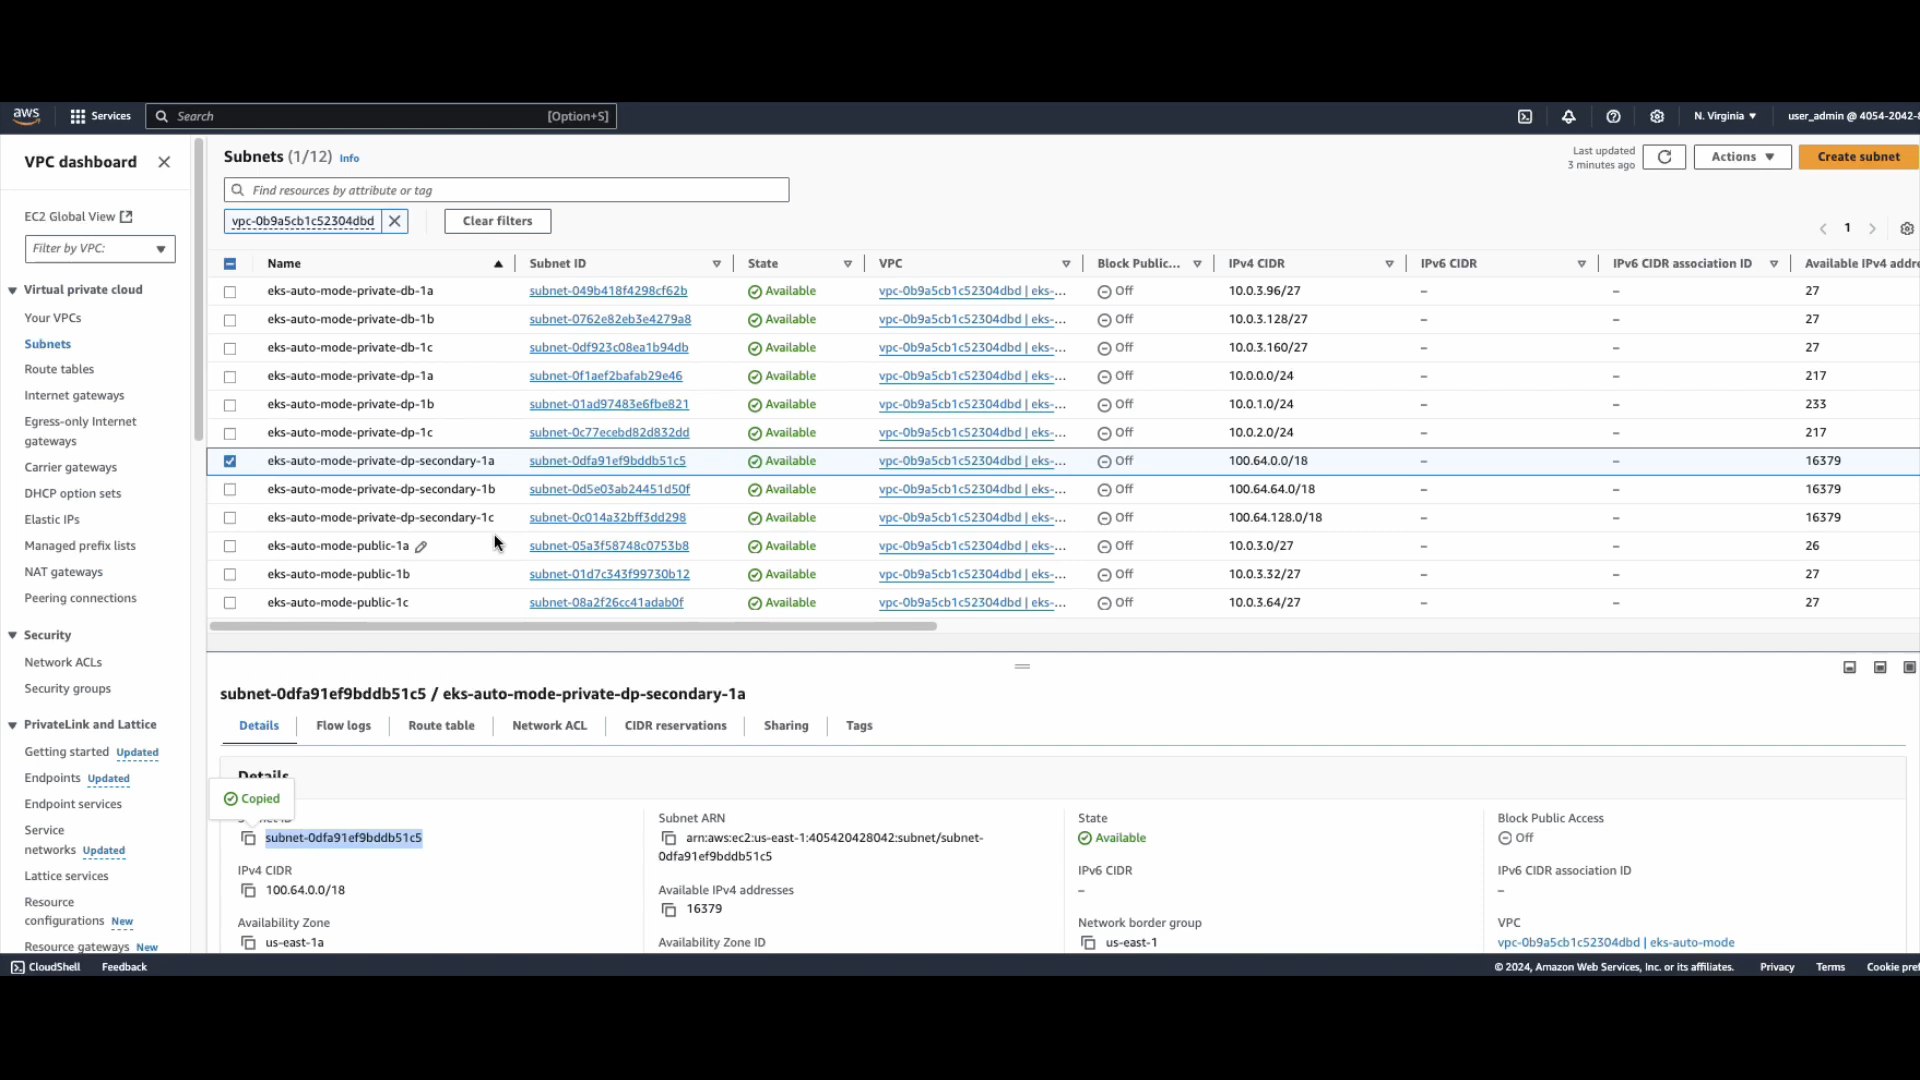 aws
Services
Search [Option+S]
N. Virginia ▼
user_admin @ 4054-2042-
VPC dashboard
EC2 Global View
Filter by VPC:
Virtual private cloud
Your VPCs
Subnets
Route tables
Internet gateways
Egress-only Internet
gateways
Carrier gateways
DHCP option sets
Elastic IPs
Managed prefix lists
NAT gateways
Peering connections
Security
Network ACLs
Security groups
PrivateLink and Lattice
Getting started Updated
Endpoints Updated
Endpoint services
Service
networks Updated
Lattice services
Resource
configurations New
Resource gateways New
Subnets (1/12) Info
Last updated
3 minutes ago
Actions ▼
Create subnet
Find resources by attribute or tag
vpc-0b9a5cb1c52304dbd
Clear filters
1
Name Subnet ID State VPC Block Public... IPv4 CIDR IPv6 CIDR IPv6 CIDR association ID Available IPv4 addre
eks-auto-mode-private-db-1a subnet-049b418f4298cf62b Available vpc-0b9a5cb1c52304dbd | eks-... Off 10.0.3.96/27 – – 27
eks-auto-mode-private-db-1b subnet-0762e82eb3e4279a8 Available vpc-0b9a5cb1c52304dbd | eks-... Off 10.0.3.128/27 – – 27
eks-auto-mode-private-db-1c subnet-0df923c08ea1b94db Available vpc-0b9a5cb1c52304dbd | eks-... Off 10.0.3.160/27 – – 27
eks-auto-mode-private-dp-1a subnet-0f1aef2bafab29e46 Available vpc-0b9a5cb1c52304dbd | eks-... Off 10.0.0.0/24 – – 217
eks-auto-mode-private-dp-1b subnet-01ad97483e6fbe821 Available vpc-0b9a5cb1c52304dbd | eks-... Off 10.0.1.0/24 – – 233
eks-auto-mode-private-dp-1c subnet-0c77ecebd82d832dd Available vpc-0b9a5cb1c52304dbd | eks-... Off 10.0.2.0/24 – – 217
eks-auto-mode-private-dp-secondary-1a subnet-0dfa91ef9bddb51c5 Available vpc-0b9a5cb1c52304dbd | eks-... Off 100.64.0.0/18 – – 16379
eks-auto-mode-private-dp-secondary-1b subnet-0d5e03ab24451d50f Available vpc-0b9a5cb1c52304dbd | eks-... Off 100.64.64.0/18 – – 16379
eks-auto-mode-private-dp-secondary-1c subnet-0c014a32bff3dd298 Available vpc-0b9a5cb1c52304dbd | eks-... Off 100.64.128.0/18 – – 16379
eks-auto-mode-public-1a subnet-05a3f58748c0753b8 Available vpc-0b9a5cb1c52304dbd | eks-... Off 10.0.3.0/27 – – 26
eks-auto-mode-public-1b subnet-01d7c343f99730b12 Available vpc-0b9a5cb1c52304dbd | eks-... Off 10.0.3.32/27 – – 27
eks-auto-mode-public-1c subnet-08a2f26cc41adab0f Available vpc-0b9a5cb1c52304dbd | eks-... Off 10.0.3.64/27 – – 27
subnet-0dfa91ef9bddb51c5 / eks-auto-mode-private-dp-secondary-1a
Details Flow logs Route table Network ACL CIDR reservations Sharing Tags
Details
Copied
subnet-0dfa91ef9bddb51c5
IPv4 CIDR
100.64.0.0/18
Availability Zone
us-east-1a
Subnet ARN
arn:aws:ec2:us-east-1:405420428042:subnet/subnet-
0dfa91ef9bddb51c5
Available IPv4 addresses
16379
Availability Zone ID
State
Available
IPv6 CIDR
–
Network border group
us-east-1
Block Public Access
Off
IPv6 CIDR association ID
–
VPC
vpc-0b9a5cb1c52304dbd | eks-auto-mode
CloudShell Feedback
© 2024, Amazon Web Services, Inc. or its affiliates. Privacy Terms Cookie pref